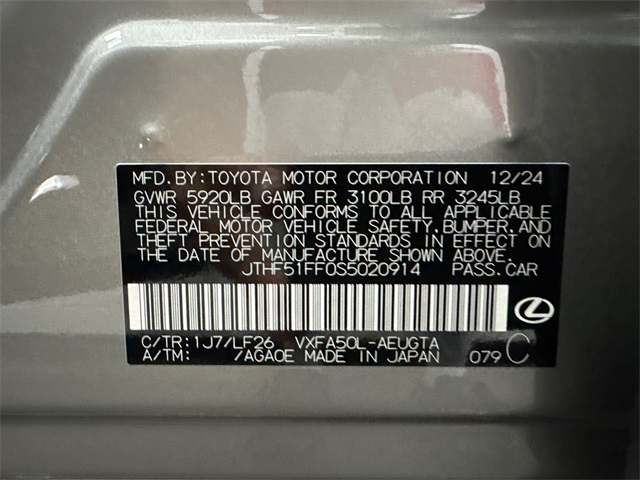 MFD.BY:TOYOTA MOTOR CORPORATION 12/24
GVWR 5920LB GAWR FR 3100LB RR 3245LB
THIS VEHICLE CONFORMS TO ALL APPLICABLE
FEDERAL MOTOR VEHICLE SAFETY,BUMPER,AND
THEFT PREVENTION STANDARDS IN EFFECT ON
THE DATE OF MANUFACTURE SHOWN ABOVE.
JTHF51FF0S5020914 PASS.CAR
C/TR:1J7/LF26 VXFA50L-AEUGTA
A/TM: /AGA0E MADE IN JAPAN 079 C